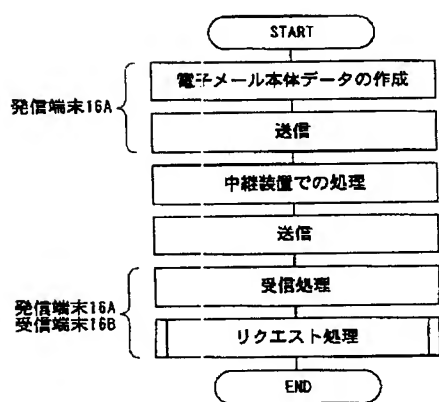 START
電子メール本体データの作成
発信端末16A
送信
中継装置での処理
送信
受信処理
発信端末16A
受信端末16B
リクエスト処理
END